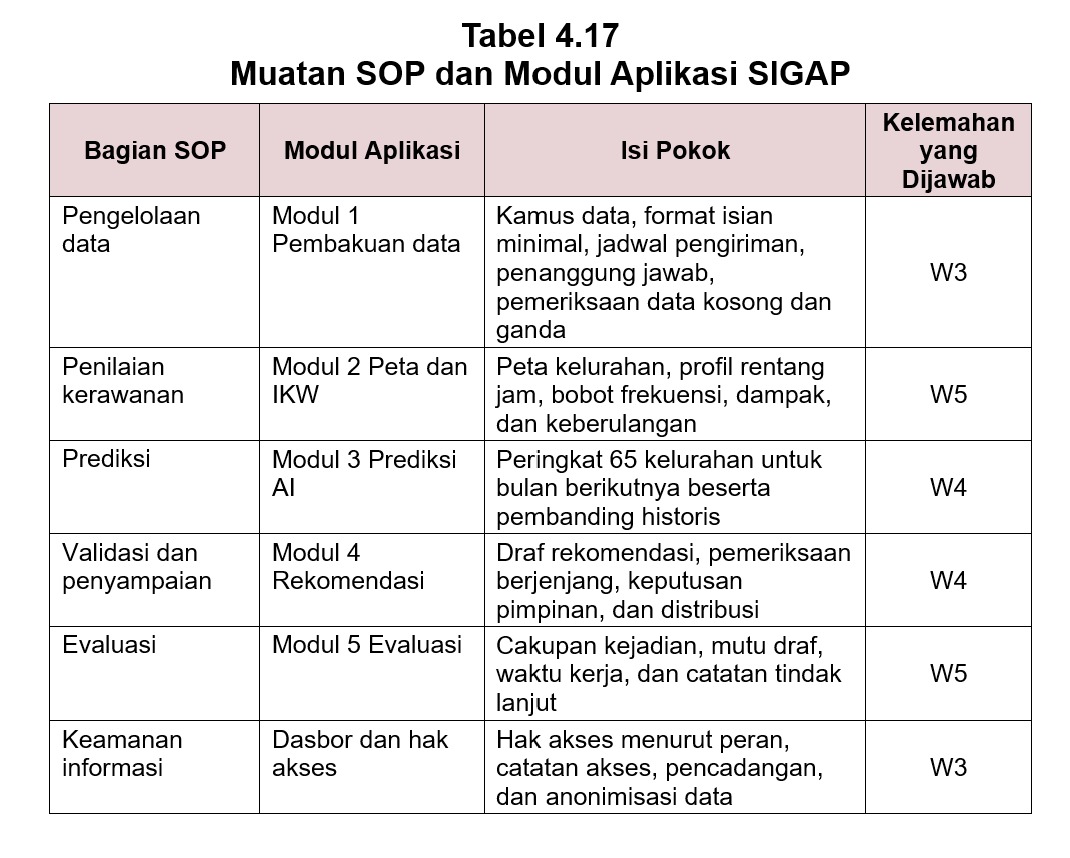 Tabel 4.17
Muatan SOP dan Modul Aplikasi SIGAP
Bagian SOP
Modul Aplikasi
Isi Pokok
Kelemahan
yang
Dijawab
Pengelolaan
data
Modul 1
Pembakuan data
Kamus data, format isian
minimal, jadwal pengiriman,
penanggung jawab,
pemeriksaan data kosong dan
ganda
W3
Penilaian
kerawanan
Modul 2 Peta dan
IKW
Peta kelurahan, profil rentang
jam, bobot frekuensi, dampak,
dan keberulangan
W5
Prediksi
Modul 3 Prediksi
AI
Peringkat 65 kelurahan untuk
bulan berikutnya beserta
pembanding historis
W4
Validasi dan
penyampaian
Modul 4
Rekomendasi
Draf rekomendasi, pemeriksaan
berjenjang, keputusan
pimpinan, dan distribusi
W4
Evaluasi
Modul 5 Evaluasi
Cakupan kejadian, mutu draf,
waktu kerja, dan catatan tindak
lanjut
W5
Keamanan
informasi
Dasbor dan hak
akses
Hak akses menurut peran,
catatan akses, pencadangan,
dan anonimisasi data
W3